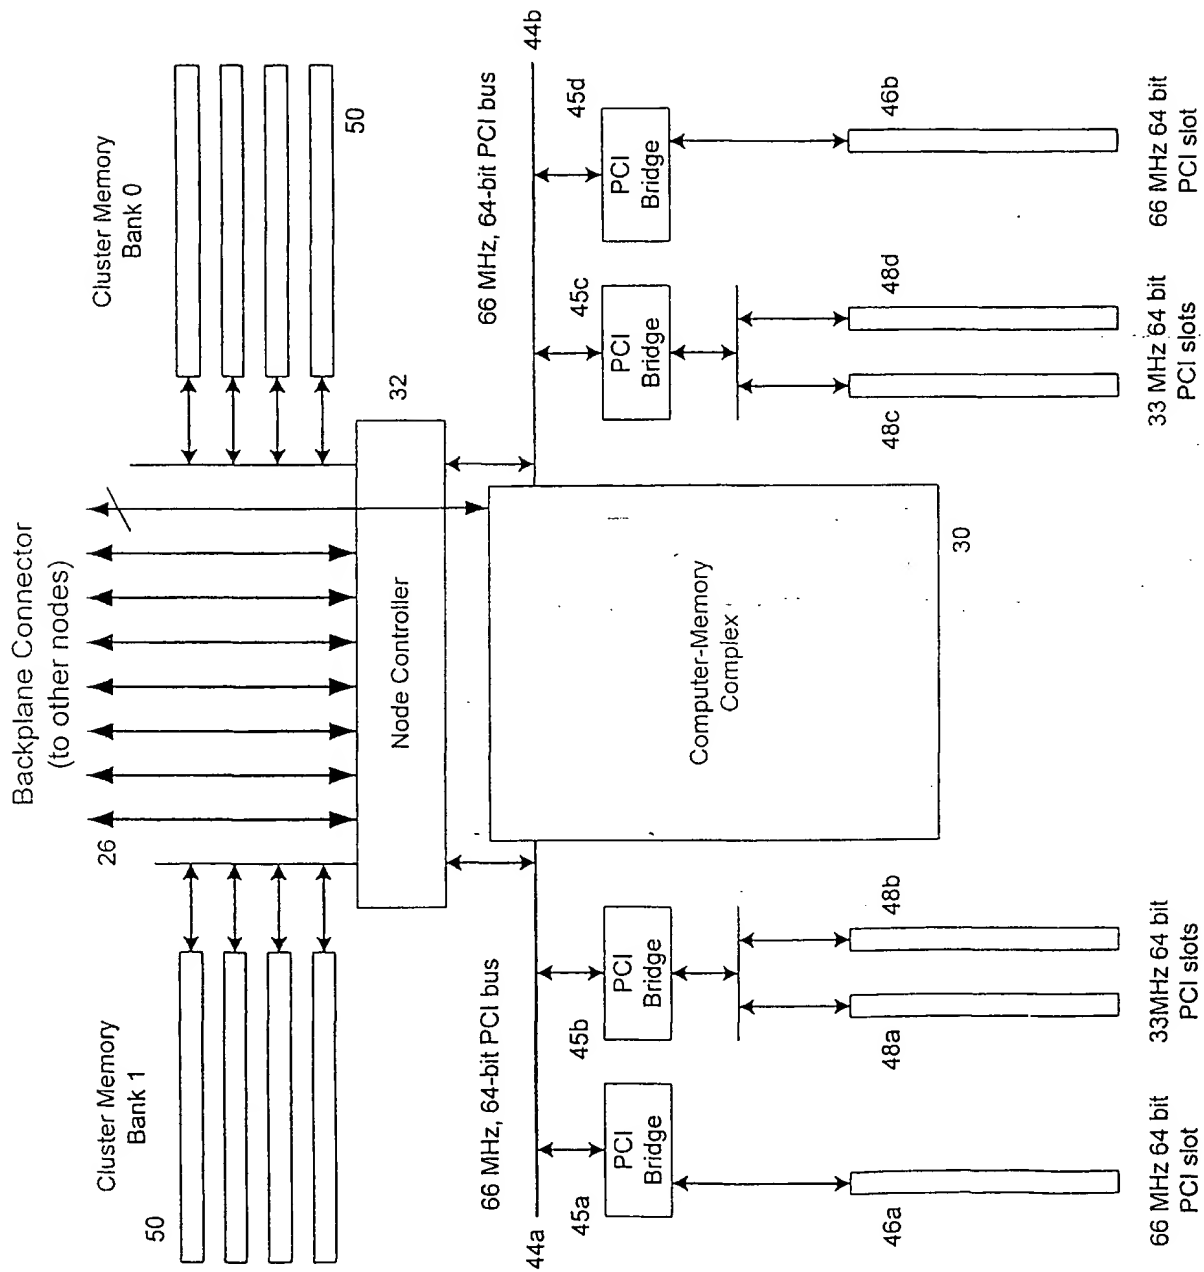 Backplane Connector
(to other nodes)
Cluster Memory
Bank 1
50
26
Cluster Memory
Bank 0
50
Node Controller
32
66 MHz, 64-bit PCI bus
44a
66 MHz, 64-bit PCI bus
44b
Computer-Memory
Complex
30
45a
PCI
Bridge
45b
PCI
Bridge
45c
PCI
Bridge
45d
PCI
Bridge
46a
48a
48b
48c
48d
46b
66 MHz 64 bit
PCI slot
33MHz 64 bit
PCI slots
33 MHz 64 bit
PCI slots
66 MHz 64 bit
PCI slot